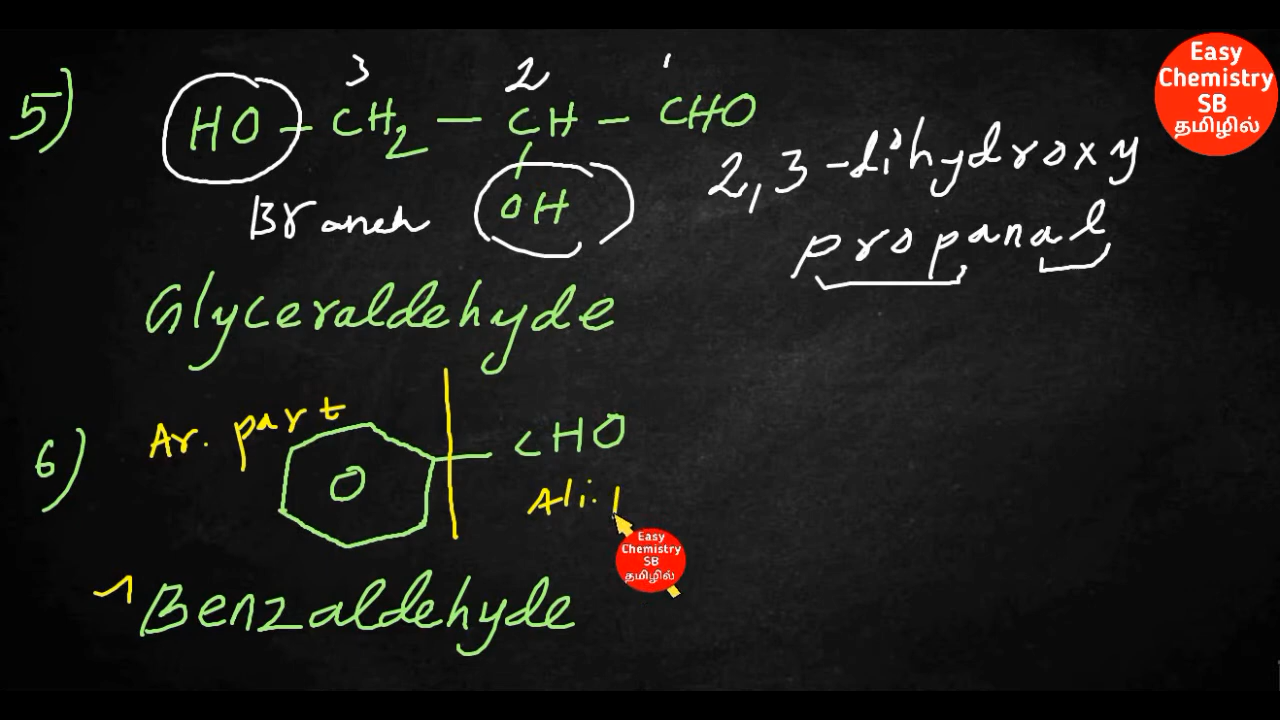 Easy
Chemistry
SB
தமிழில்
3 2 1
5) HO - CH2 - CH - CHO
OH
Branch
2,3-dihydroxy
propanal
Glyceraldehyde
Ar. part
6) CHO
Ali.
Easy
Chemistry
SB
தமிழில்
Benzaldehyde